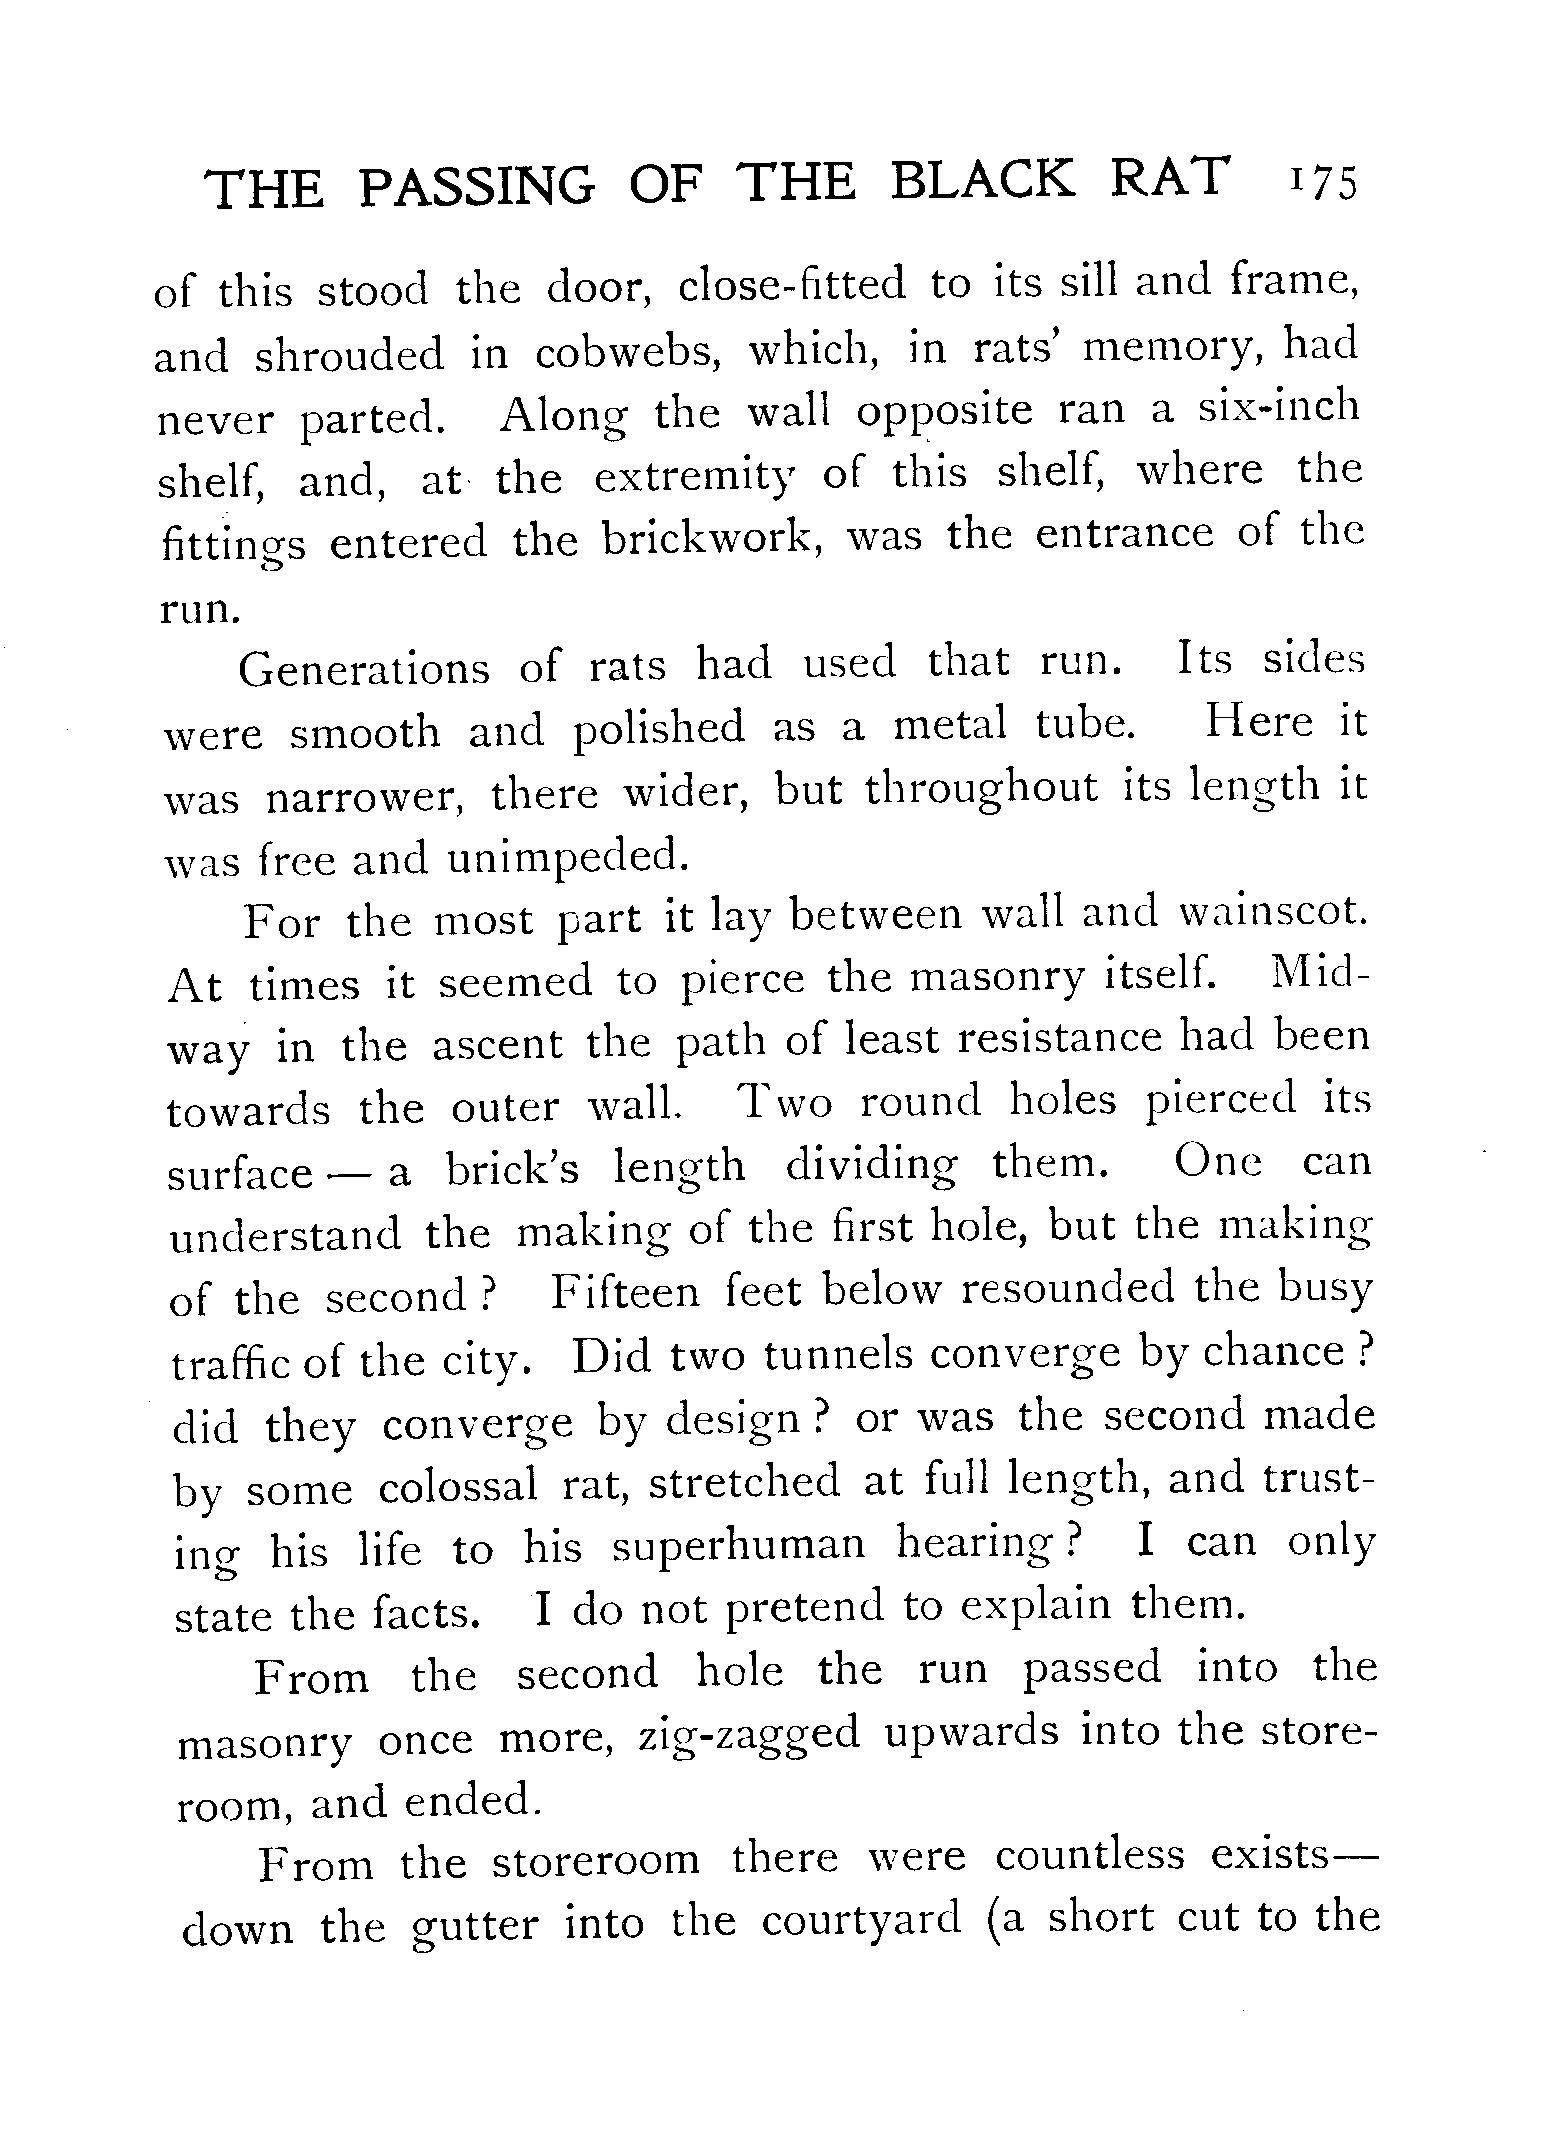 THE PASSING OF THE BLACK RAT 175
of this stood the door, close-fitted to its sill and frame,
and shrouded in cobwebs, which, in rats' memory, had
never parted. Along the wall opposite ran a six-inch
shelf, and, at the extremity of this shelf, where the
fittings entered the brickwork, was the entrance of the
run.
Generations of rats had used that run. Its sides
were smooth and polished as a metal tube. Here it
was narrower, there wider, but throughout its length it
was free and unimpeded.
For the most part it lay between wall and wainscot.
At times it seemed to pierce the masonry itself. Mid-
way in the ascent the path of least resistance had been
towards the outer wall. Two round holes pierced its
surface — a brick's length dividing them. One can
understand the making of the first hole, but the making
of the second ? Fifteen feet below resounded the busy
traffic of the city. Did two tunnels converge by chance ?
did they converge by design ? or was the second made
by some colossal rat, stretched at full length, and trust-
ing his life to his superhuman hearing ? I can only
state the facts. I do not pretend to explain them.
From the second hole the run passed into the
masonry once more, zig-zagged upwards into the store-
room, and ended.
From the storeroom there were countless exists—
down the gutter into the courtyard (a short cut to the